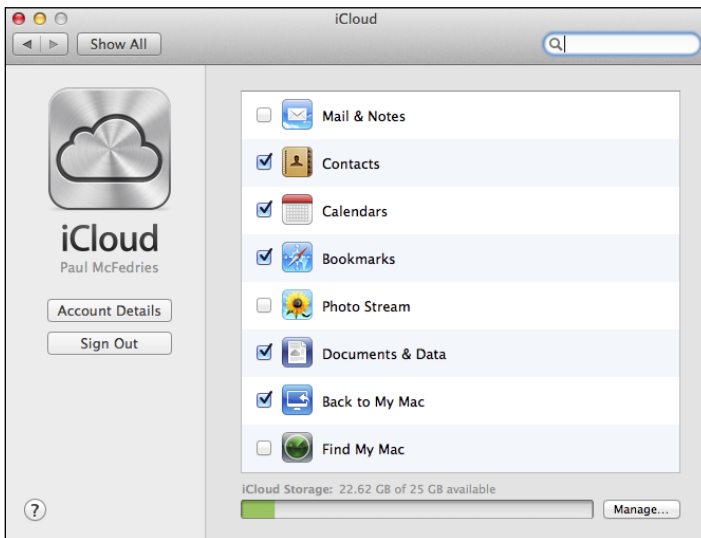 iCloud
Show All
iCloud
Paul McFedries
Account Details
Sign Out
Mail & Notes
Contacts
Calendars
Bookmarks
Photo Stream
Documents & Data
Back to My Mac
Find My Mac
iCloud Storage: 22.62 GB of 25 GB available
Manage...
?